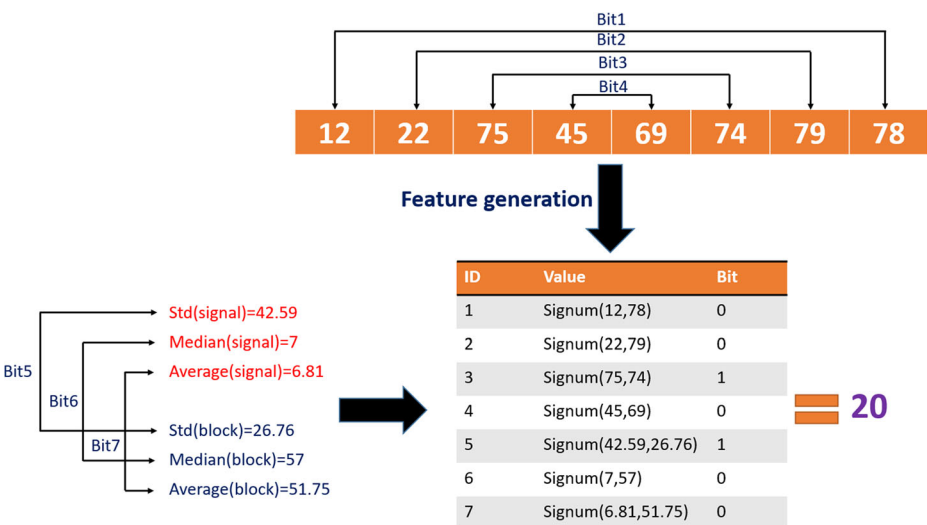 Bit1
Bit2
Bit3
Bit4
12 22 75 45 69 74 79 78
Feature generation
ID Value Bit
1 Signum(12,78) 0
2 Signum(22,79) 0
3 Signum(75,74) 1
4 Signum(45,69) 0
5 Signum(42.59,26.76) 1
6 Signum(7,57) 0
7 Signum(6.81,51.75) 0
Std(signal)=42.59
Median(signal)=7
Average(signal)=6.81
Bit5
Bit6
Bit7
Std(block)=26.76
Median(block)=57
Average(block)=51.75
20